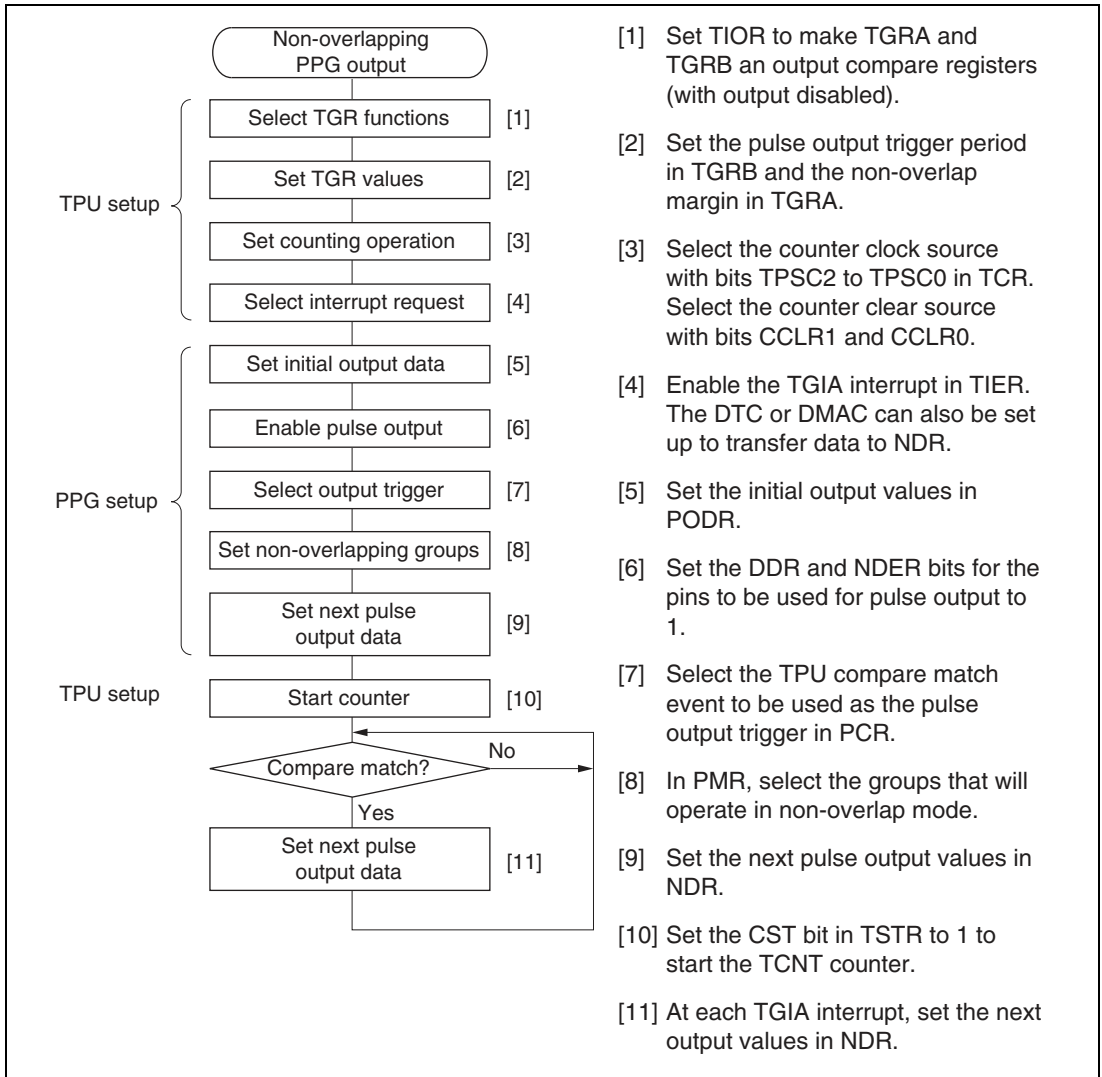 Non-overlapping
PPG output
TPU setup
Select TGR functions [1]
Set TGR values [2]
Set counting operation [3]
Select interrupt request [4]
PPG setup
Set initial output data [5]
Enable pulse output [6]
Select output trigger [7]
Set non-overlapping groups [8]
Set next pulse
output data [9]
TPU setup
Start counter [10]
Compare match? No
Yes
Set next pulse
output data [11]
[1] Set TIOR to make TGRA and
TGRB an output compare registers
(with output disabled).
[2] Set the pulse output trigger period
in TGRB and the non-overlap
margin in TGRA.
[3] Select the counter clock source
with bits TPSC2 to TPSC0 in TCR.
Select the counter clear source
with bits CCLR1 and CCLR0.
[4] Enable the TGIA interrupt in TIER.
The DTC or DMAC can also be set
up to transfer data to NDR.
[5] Set the initial output values in
PODR.
[6] Set the DDR and NDER bits for the
pins to be used for pulse output to
1.
[7] Select the TPU compare match
event to be used as the pulse
output trigger in PCR.
[8] In PMR, select the groups that will
operate in non-overlap mode.
[9] Set the next pulse output values in
NDR.
[10] Set the CST bit in TSTR to 1 to
start the TCNT counter.
[11] At each TGIA interrupt, set the next
output values in NDR.